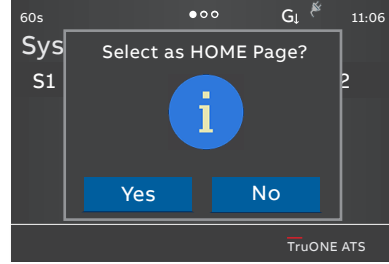 60s G↓ 11:06
Sys
Select as HOME Page?
S1 2
i
Yes No
TruONE ATS